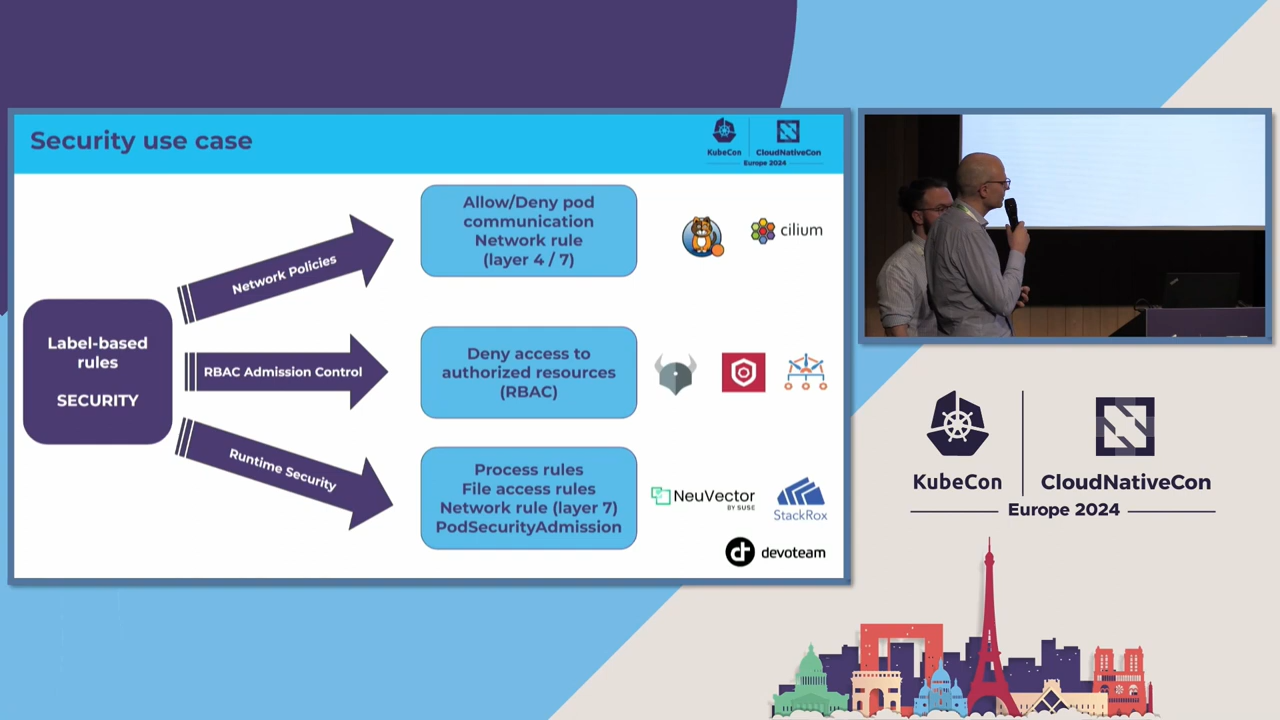 Security use case
KubeCon
CloudNativeCon
Europe 2024
Label-based
rules
SECURITY
Network Policies
Allow/Deny pod
communication
Network rule
(layer 4 / 7)
cilium
RBAC Admission Control
Deny access to
authorized resources
(RBAC)
Runtime Security
Process rules
File access rules
Network rule (layer 7)
PodSecurityAdmission
NeuVector
BY SUSE
StackRox
devoteam
KubeCon
CloudNativeCon
Europe 2024